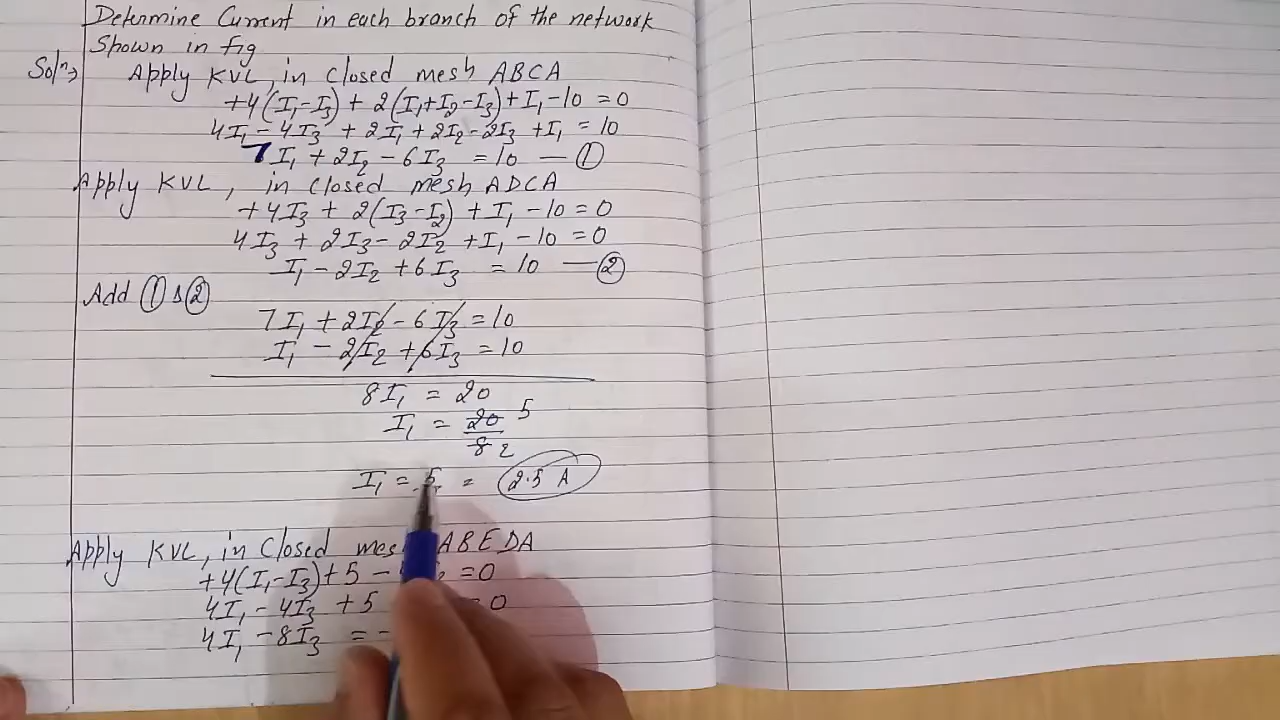 Determine Current in each branch of the network
Shown in fig
Solⁿ⇒ Apply KVL, in closed mesh ABCA
+4(I₁-I₃) + 2(I₁+I₂-I₃)+I₁-10 =0
4I₁-4I₃ + 2I₁+2I₂-2I₃ +I₁ =10
7I₁ + 2I₂ - 6I₃ =10 — ①
Apply KVL, in closed mesh ADCA
+4I₃ + 2(I₃-I₂) +I₁ -10=0
4I₃ + 2I₃-2I₂ +I₁ -10 =0
I₁-2I₂+6I₃ =10 — ②
Add ① & ②
7I₁+2I₂-6I₃=10
I₁ -2I₂+6I₃=10
8I₁ = 20
I₁ = 20/8 5 2
I₁ = 5 = 2.5 A
Apply KVL, in Closed ABEDA
+4(I₁-I₃)+5 - =0
4I₁-4I₃ +5 =0
4I₁-8I₃ =-